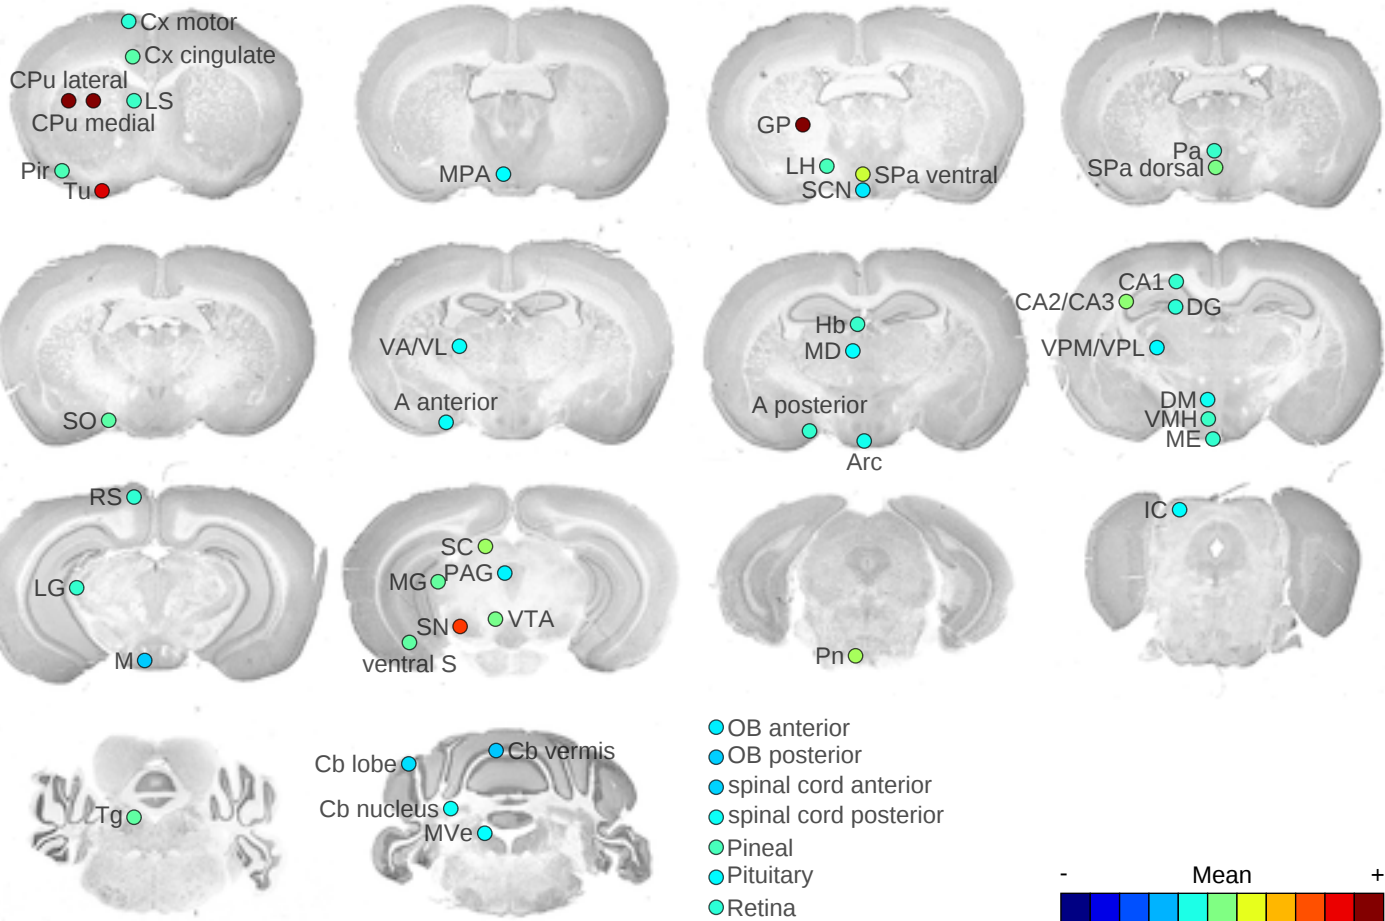 Cx motor
Cx cingulate
CPu lateral
LS
CPu medial
Pir
Tu
MPA
GP
LH
SPa ventral
SCN
Pa
SPa dorsal
SO
VA/VL
A anterior
Hb
MD
A posterior
Arc
CA1
CA2/CA3
DG
VPM/VPL
DM
VMH
ME
RS
LG
M
SC
MG
PAG
SN
VTA
ventral S
Pn
IC
Tg
Cb lobe
Cb vermis
Cb nucleus
MVe
OB anterior
OB posterior
spinal cord anterior
spinal cord posterior
Pineal
Pituitary
Retina
- Mean +